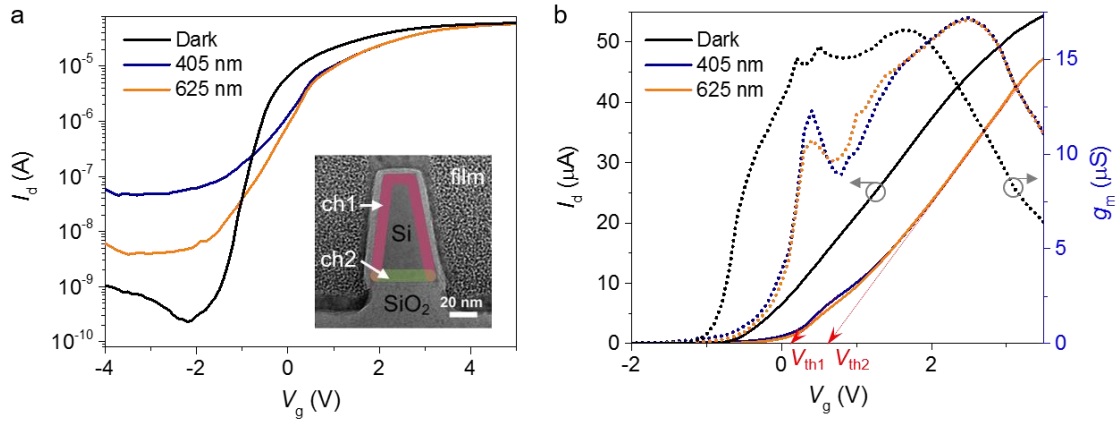 a
Dark
405 nm
625 nm
10⁻⁵
10⁻⁶
10⁻⁷
10⁻⁸
10⁻⁹
10⁻¹⁰
I_d (A)
film
ch1
Si
ch2
SiO₂
20 nm
-4 -2 0 2 4
V_g (V)
b
Dark
405 nm
625 nm
50
40
30
20
10
0
I_d (µA)
15
10
5
0
g_m (µS)
V_th1 V_th2
-2 0 2
V_g (V)